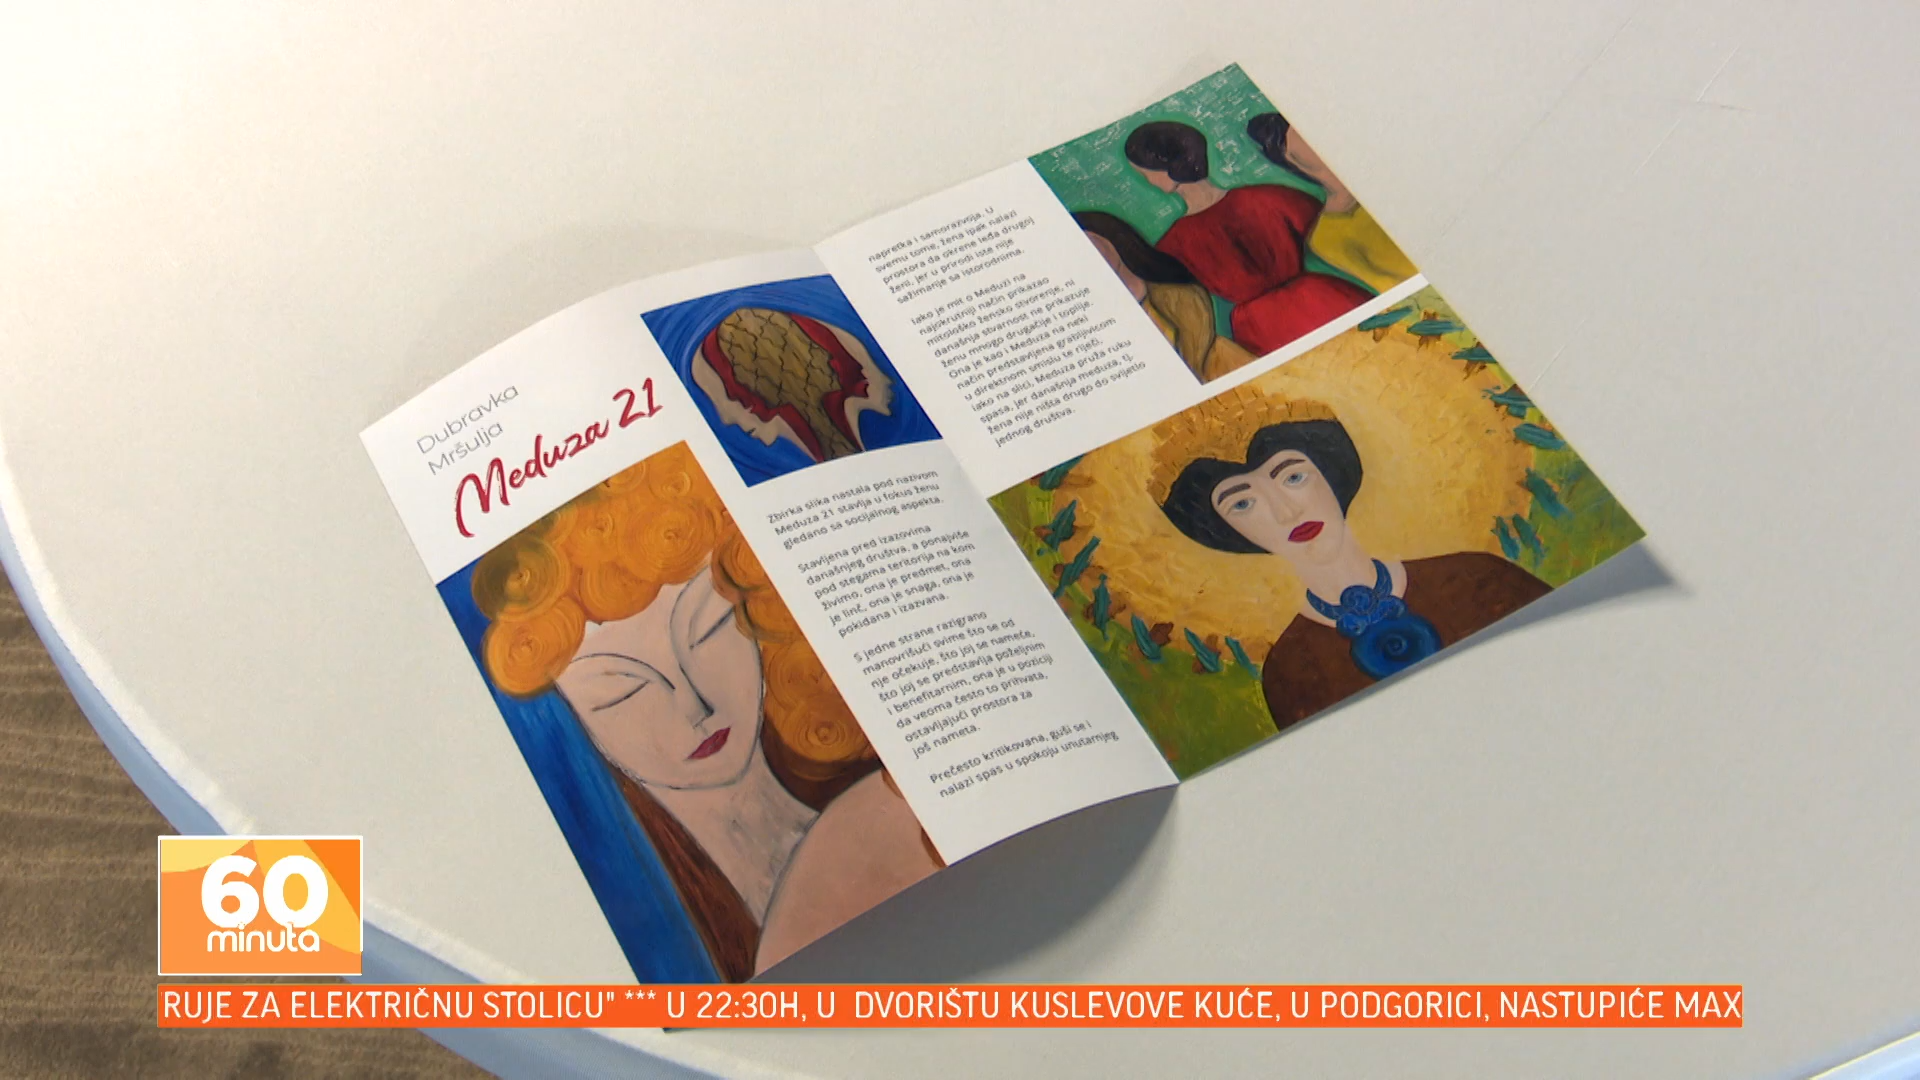 Dubravka
Mršulja
Meduza 21
Zbirka slika nastala pod nazivom
Meduza 21 stavlja u fokus ženu
gledano sa socijalnog aspekta.
Stavljena pred izazovima
današnjeg društva, a ponajviše
pod stegama teritorija na kom
živimo, ona je predmet, ona
je linč, ona je snaga, ona je
pokidana i izazvana.
S jedne strane razigrano
manovrišući svime što se od
nje očekuje, što joj se nameće,
što joj se predstavlja poželjnim
i benefitarnim, ona je u poziciji
da veoma često to prihvata,
ostavljajući prostora za
još nameta.
Prečesto kritikovana, guši se i
nalazi spas u spokoju unutarnjeg
napretka i samorazvoja. U
svemu tome, žena ipak nalazi
prostora da okrene leđa drugoj
ženi, jer u prirodi iste nije
sažimanje sa istorodnima.
Iako je mit o Meduzi na
najokrutniji način prikazao
mitološko žensko stvorenje, ni
današnja stvarnost ne prikazuje
ženu mnogo drugačije i toplije.
Ona je kao i Meduza na neki
način predstavljena grabljivicom
u direktnom smislu te riječi.
Iako na slici, Meduza pruža ruku
spasa, jer današnja meduza, tj.
žena nije ništa drugo do svijetlo
jednog društva.
60
minuta
RUJE ZA ELEKTRIČNU STOLICU" *** U 22:30H, U DVORIŠTU KUSLEVOVE KUĆE, U PODGORICI, NASTUPIĆE MAX